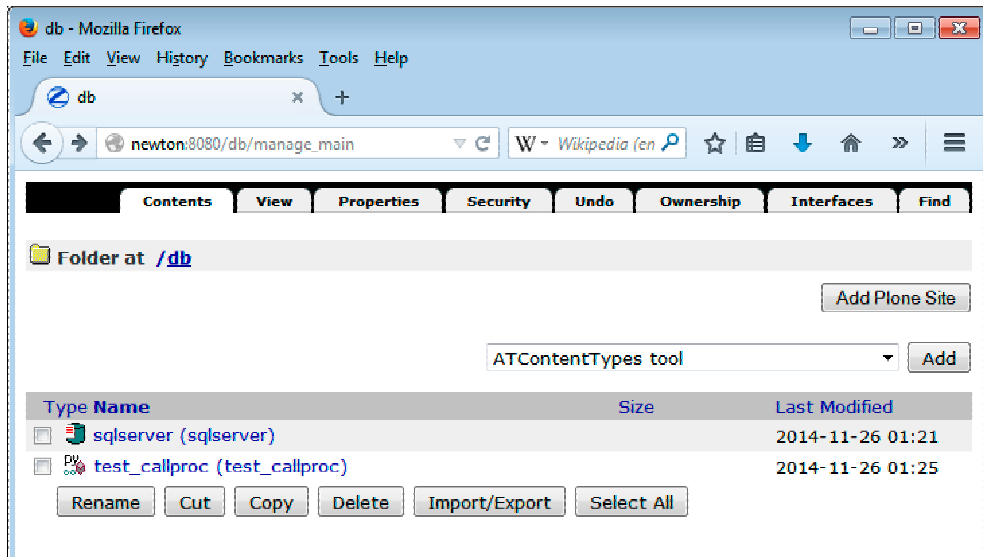 db - Mozilla Firefox
File Edit View History Bookmarks Tools Help
db
newton:8080/db/manage_main W Wikipedia (en
Contents View Properties Security Undo Ownership Interfaces Find
Folder at /db
Add Plone Site
ATContentTypes tool Add
Type Name Size Last Modified
sqlserver (sqlserver) 2014-11-26 01:21
test_callproc (test_callproc) 2014-11-26 01:25
Rename Cut Copy Delete Import/Export Select All